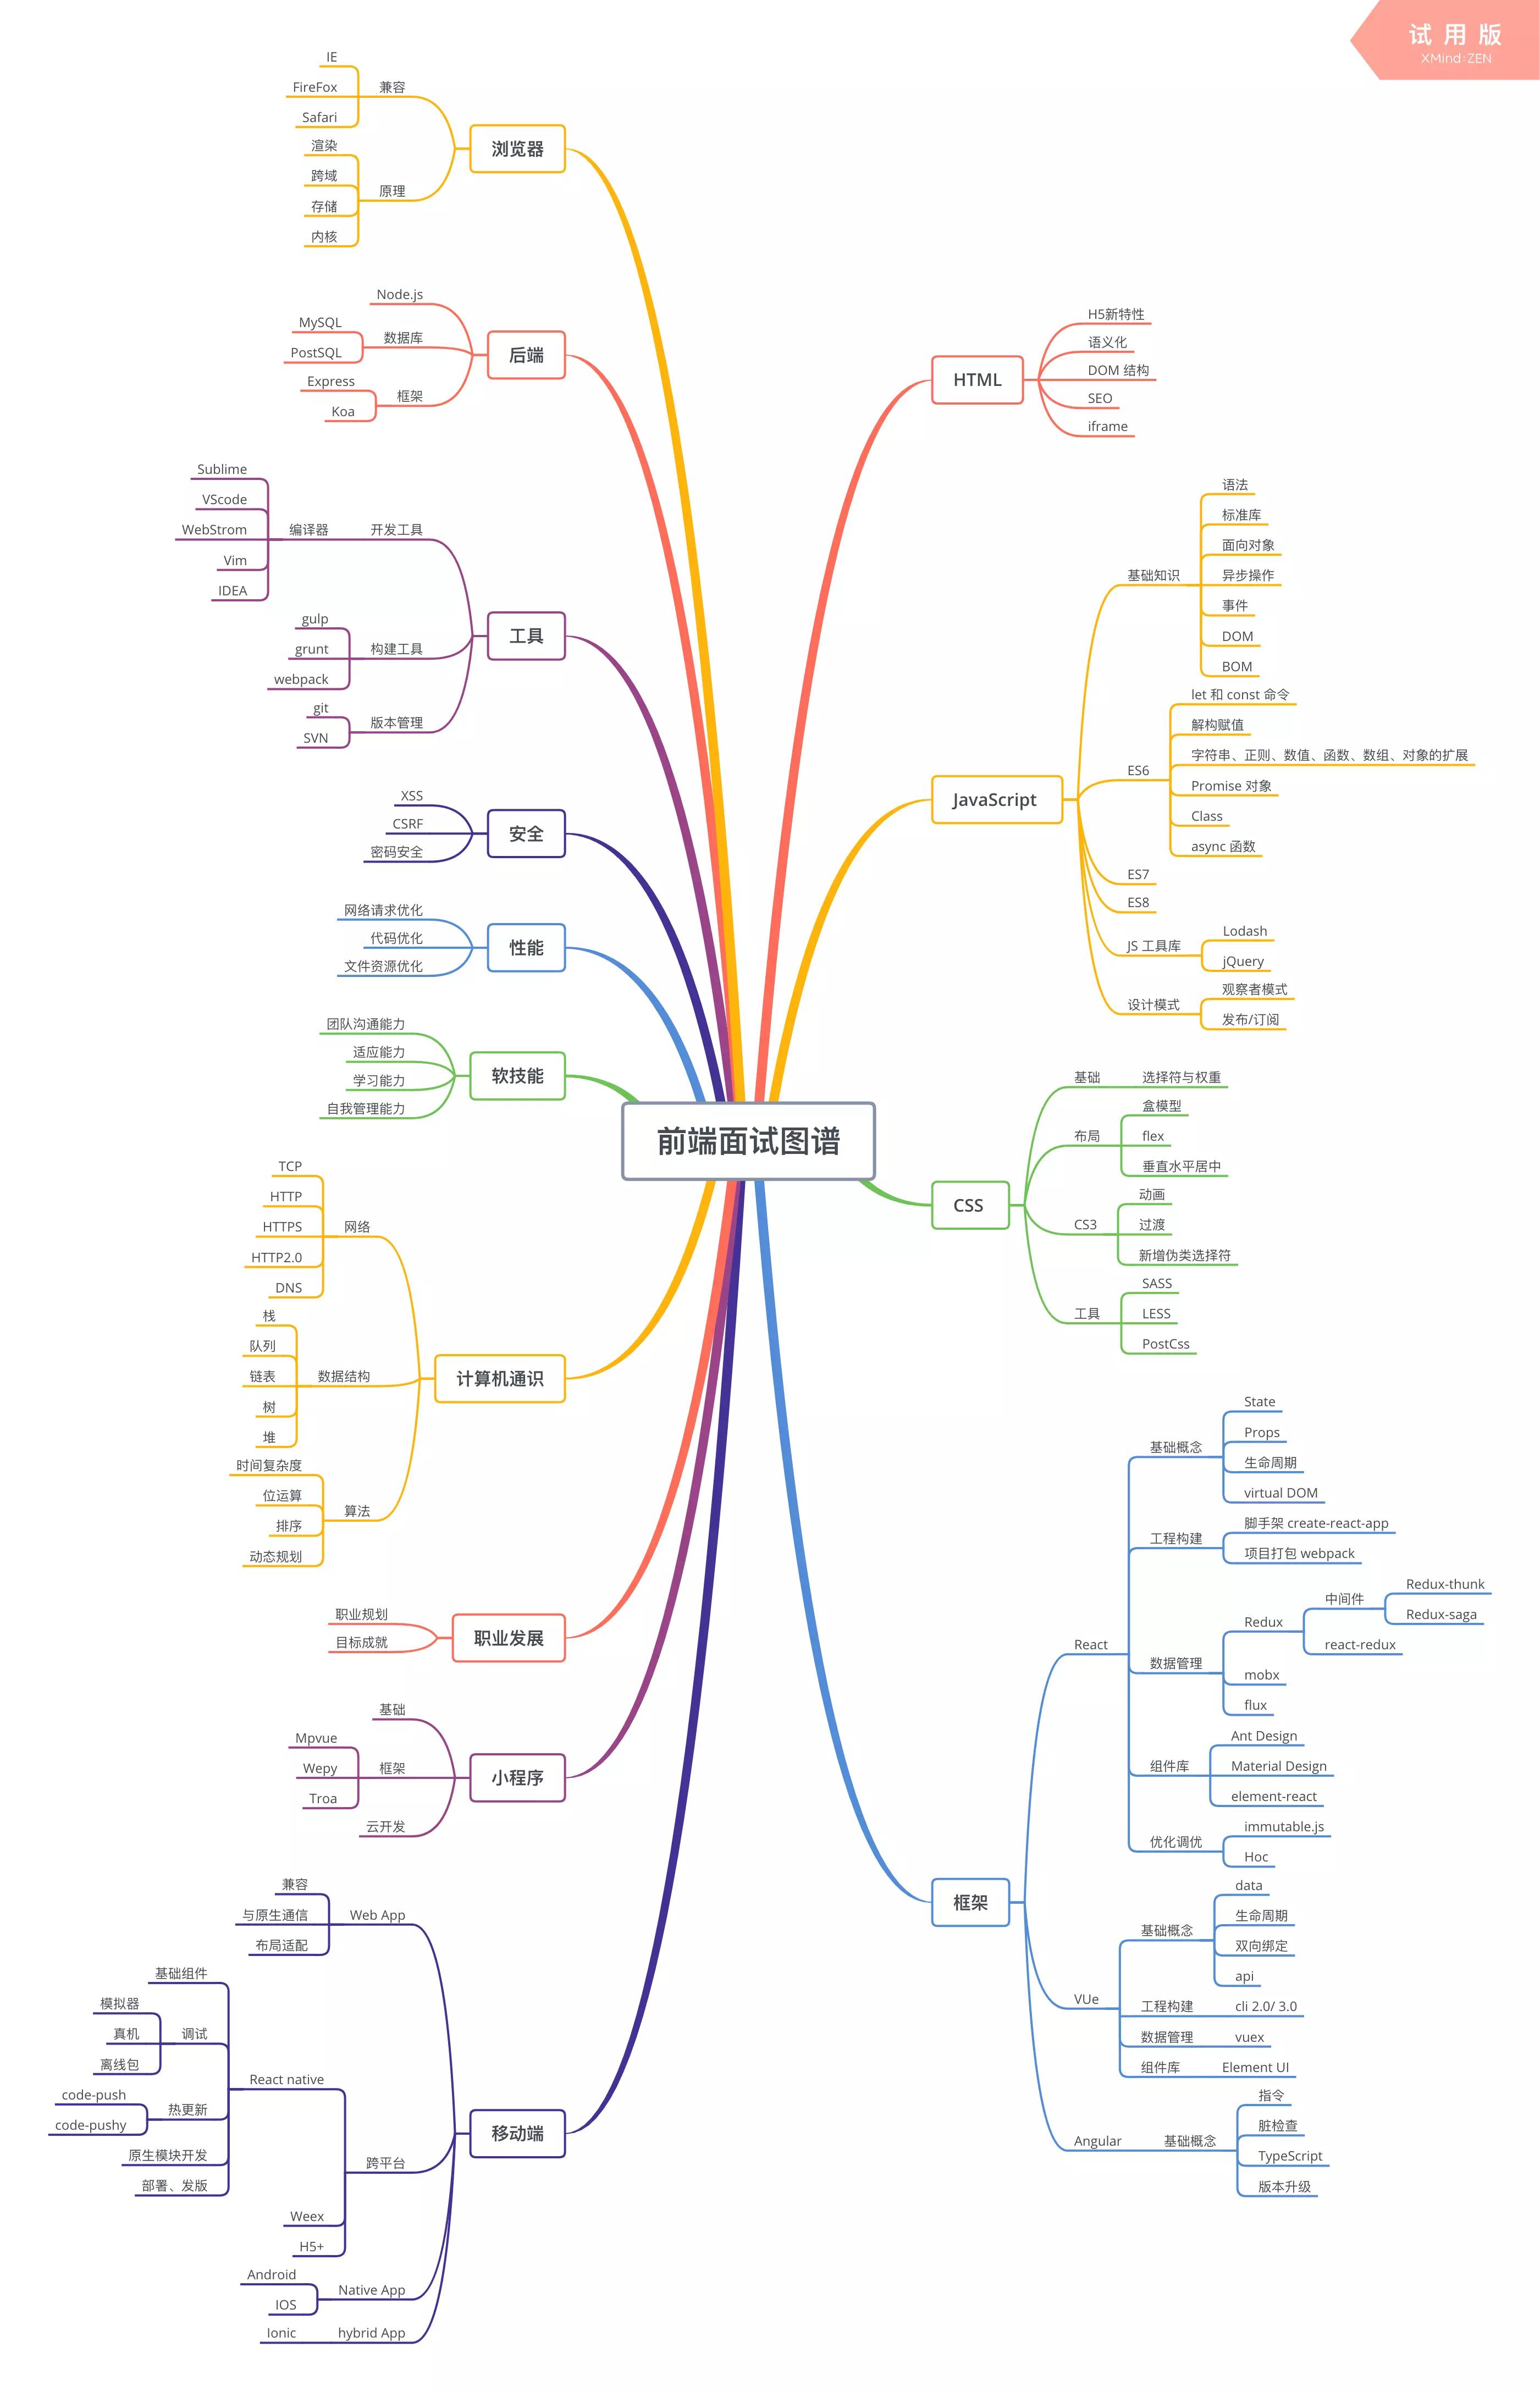 试用版
XMind:ZEN
前端面试图谱
HTML
H5新特性
语义化
DOM 结构
SEO
iframe
JavaScript
基础知识
语法
标准库
面向对象
异步操作
事件
DOM
BOM
ES6
let 和 const 命令
解构赋值
字符串、正则、数值、函数、数组、对象的扩展
Promise 对象
Class
async 函数
ES7
ES8
JS 工具库
Lodash
jQuery
设计模式
观察者模式
发布/订阅
CSS
基础
选择符与权重
布局
盒模型
flex
垂直水平居中
CS3
动画
过渡
新增伪类选择符
工具
SASS
LESS
PostCss
框架
React
基础概念
State
Props
生命周期
virtual DOM
工程构建
脚手架 create-react-app
项目打包 webpack
数据管理
Redux
中间件
Redux-thunk
Redux-saga
react-redux
mobx
flux
组件库
Ant Design
Material Design
element-react
优化调优
immutable.js
Hoc
VUe
基础概念
data
生命周期
双向绑定
api
工程构建
cli 2.0/ 3.0
数据管理
vuex
组件库
Element UI
Angular
基础概念
指令
脏检查
TypeScript
版本升级
浏览器
兼容
IE
FireFox
Safari
原理
渲染
跨域
存储
内核
后端
Node.js
数据库
MySQL
PostSQL
框架
Express
Koa
工具
开发工具
编译器
Sublime
VScode
WebStrom
Vim
IDEA
构建工具
gulp
grunt
webpack
版本管理
git
SVN
安全
XSS
CSRF
密码安全
性能
网络请求优化
代码优化
文件资源优化
软技能
团队沟通能力
适应能力
学习能力
自我管理能力
计算机通识
网络
TCP
HTTP
HTTPS
HTTP2.0
DNS
数据结构
栈
队列
链表
树
堆
算法
时间复杂度
位运算
排序
动态规划
职业发展
职业规划
目标成就
小程序
基础
框架
Mpvue
Wepy
Troa
云开发
移动端
Web App
兼容
与原生通信
布局适配
跨平台
React native
基础组件
调试
模拟器
真机
离线包
热更新
code-push
code-pushy
原生模块开发
部署、发版
Weex
H5+
Native App
Android
IOS
hybrid App
Ionic